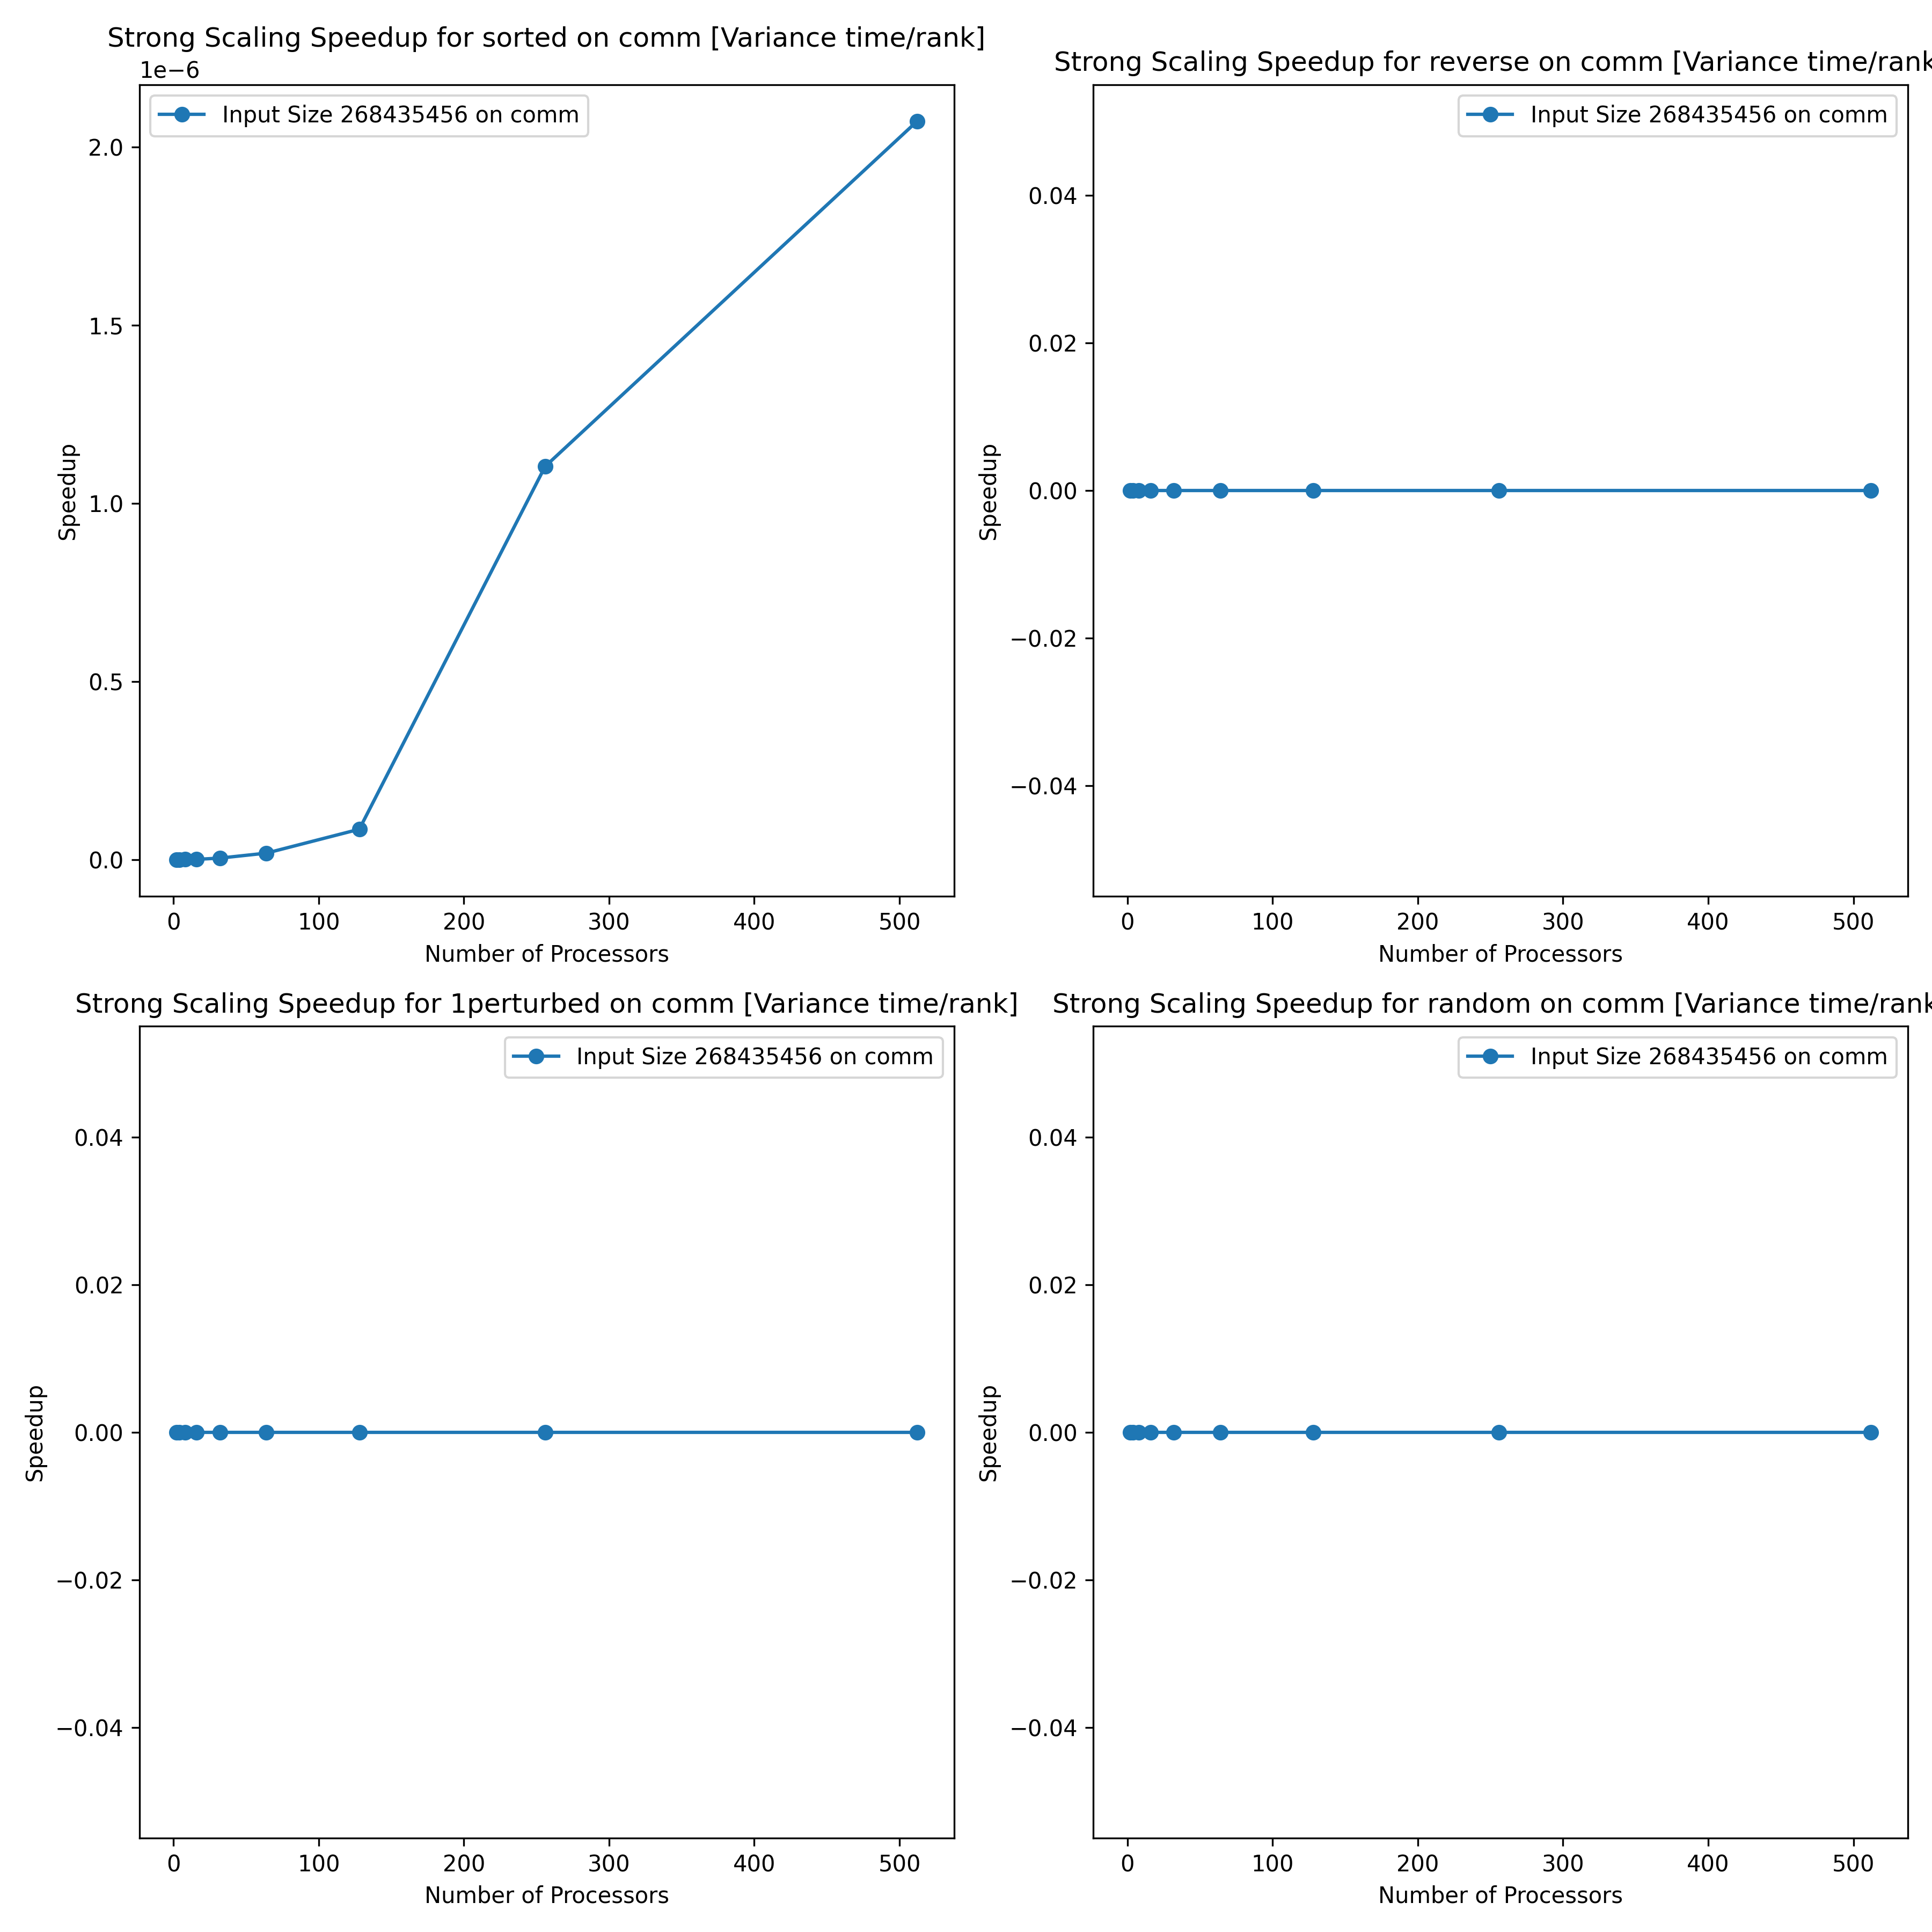 Strong Scaling Speedup for sorted on comm [Variance time/rank]
1e−6
Input Size 268435456 on comm
2.0
1.5
1.0
0.5
0.0
Speedup
0 100 200 300 400 500
Number of Processors
Strong Scaling Speedup for reverse on comm [Variance time/rank
Input Size 268435456 on comm
0.04
0.02
0.00
−0.02
−0.04
Speedup
0 100 200 300 400 500
Number of Processors
Strong Scaling Speedup for 1perturbed on comm [Variance time/rank]
Input Size 268435456 on comm
0.04
0.02
0.00
−0.02
−0.04
Speedup
0 100 200 300 400 500
Number of Processors
Strong Scaling Speedup for random on comm [Variance time/rank
Input Size 268435456 on comm
0.04
0.02
0.00
−0.02
−0.04
Speedup
0 100 200 300 400 500
Number of Processors